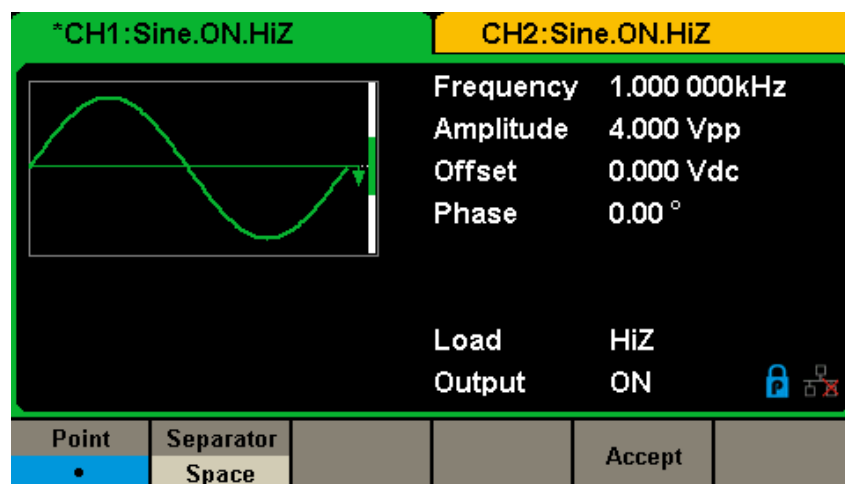 *CH1:Sine.ON.HiZ CH2:Sine.ON.HiZ
Frequency 1.000 000kHz
Amplitude 4.000 Vpp
Offset 0.000 Vdc
Phase 0.00 °
Load HiZ
Output ON P
Point Separator Accept
• Space